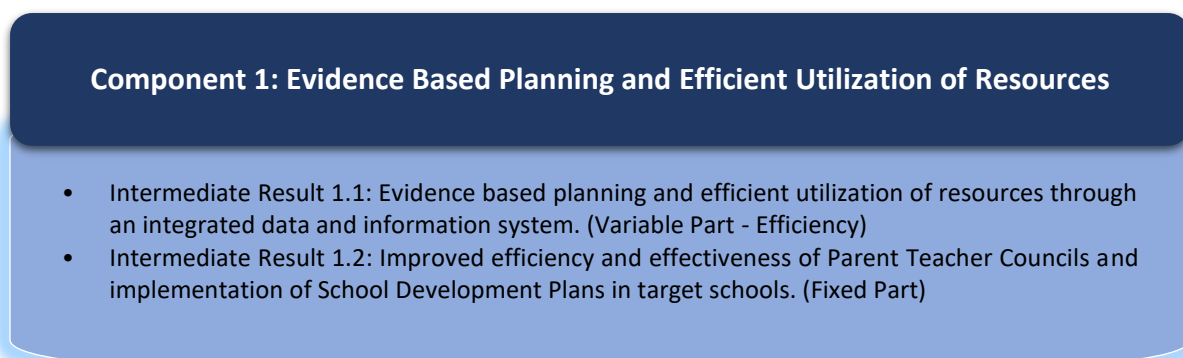 Component 1: Evidence Based Planning and Efficient Utilization of Resources
• Intermediate Result 1.1: Evidence based planning and efficient utilization of resources through
an integrated data and information system. (Variable Part - Efficiency)
• Intermediate Result 1.2: Improved efficiency and effectiveness of Parent Teacher Councils and
implementation of School Development Plans in target schools. (Fixed Part)